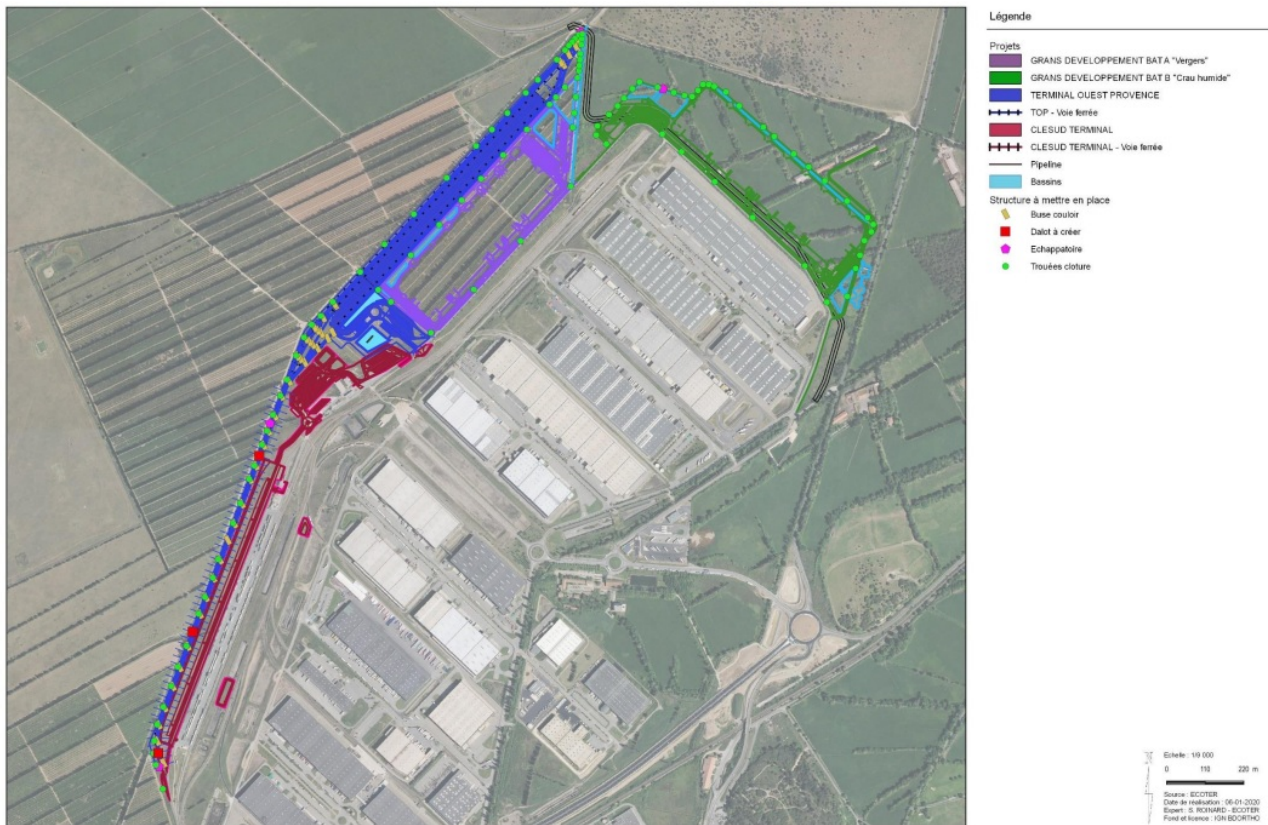 Légende
Projets
GRANS DEVELOPPEMENT BAT A "Vergers"
GRANS DEVELOPPEMENT BAT B "Crau humide"
TERMINAL OUEST PROVENCE
TOP - Voie ferrée
CLESUD TERMINAL
CLESUD TERMINAL - Voie ferrée
Pipeline
Bassins
Structure à mettre en place
Buse couloir
Dalot à créer
Echappatoire
Trouées cloture
Echelle : 1/9 000
0 110 220 m
Source : ECOTER
Date de réalisation : 06-01-2020
Expert : S. ROINARD - ECOTER
Fond et licence : IGN BDORTHO